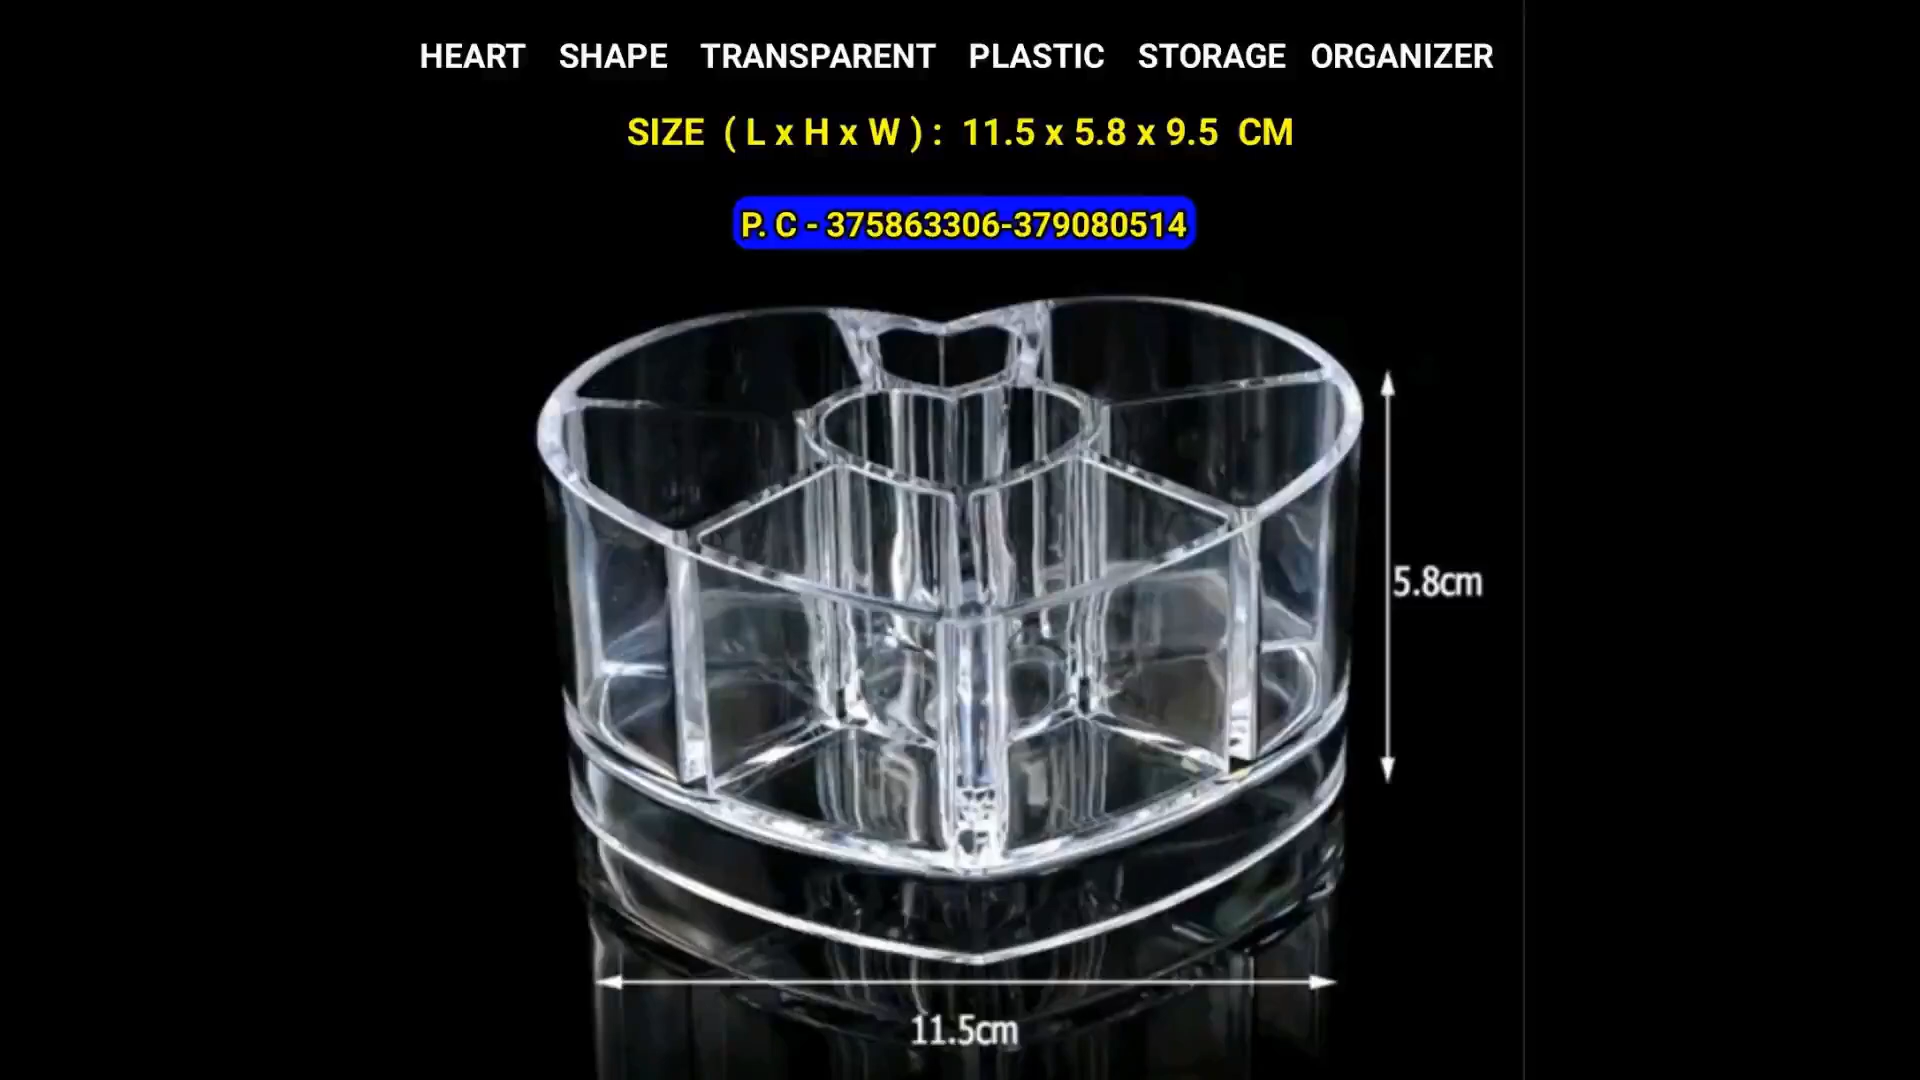 HEART SHAPE TRANSPARENT PLASTIC STORAGE ORGANIZER
SIZE ( L x H x W ) : 11.5 x 5.8 x 9.5 CM
P. C - 375863306-379080514
5.8cm
11.5cm